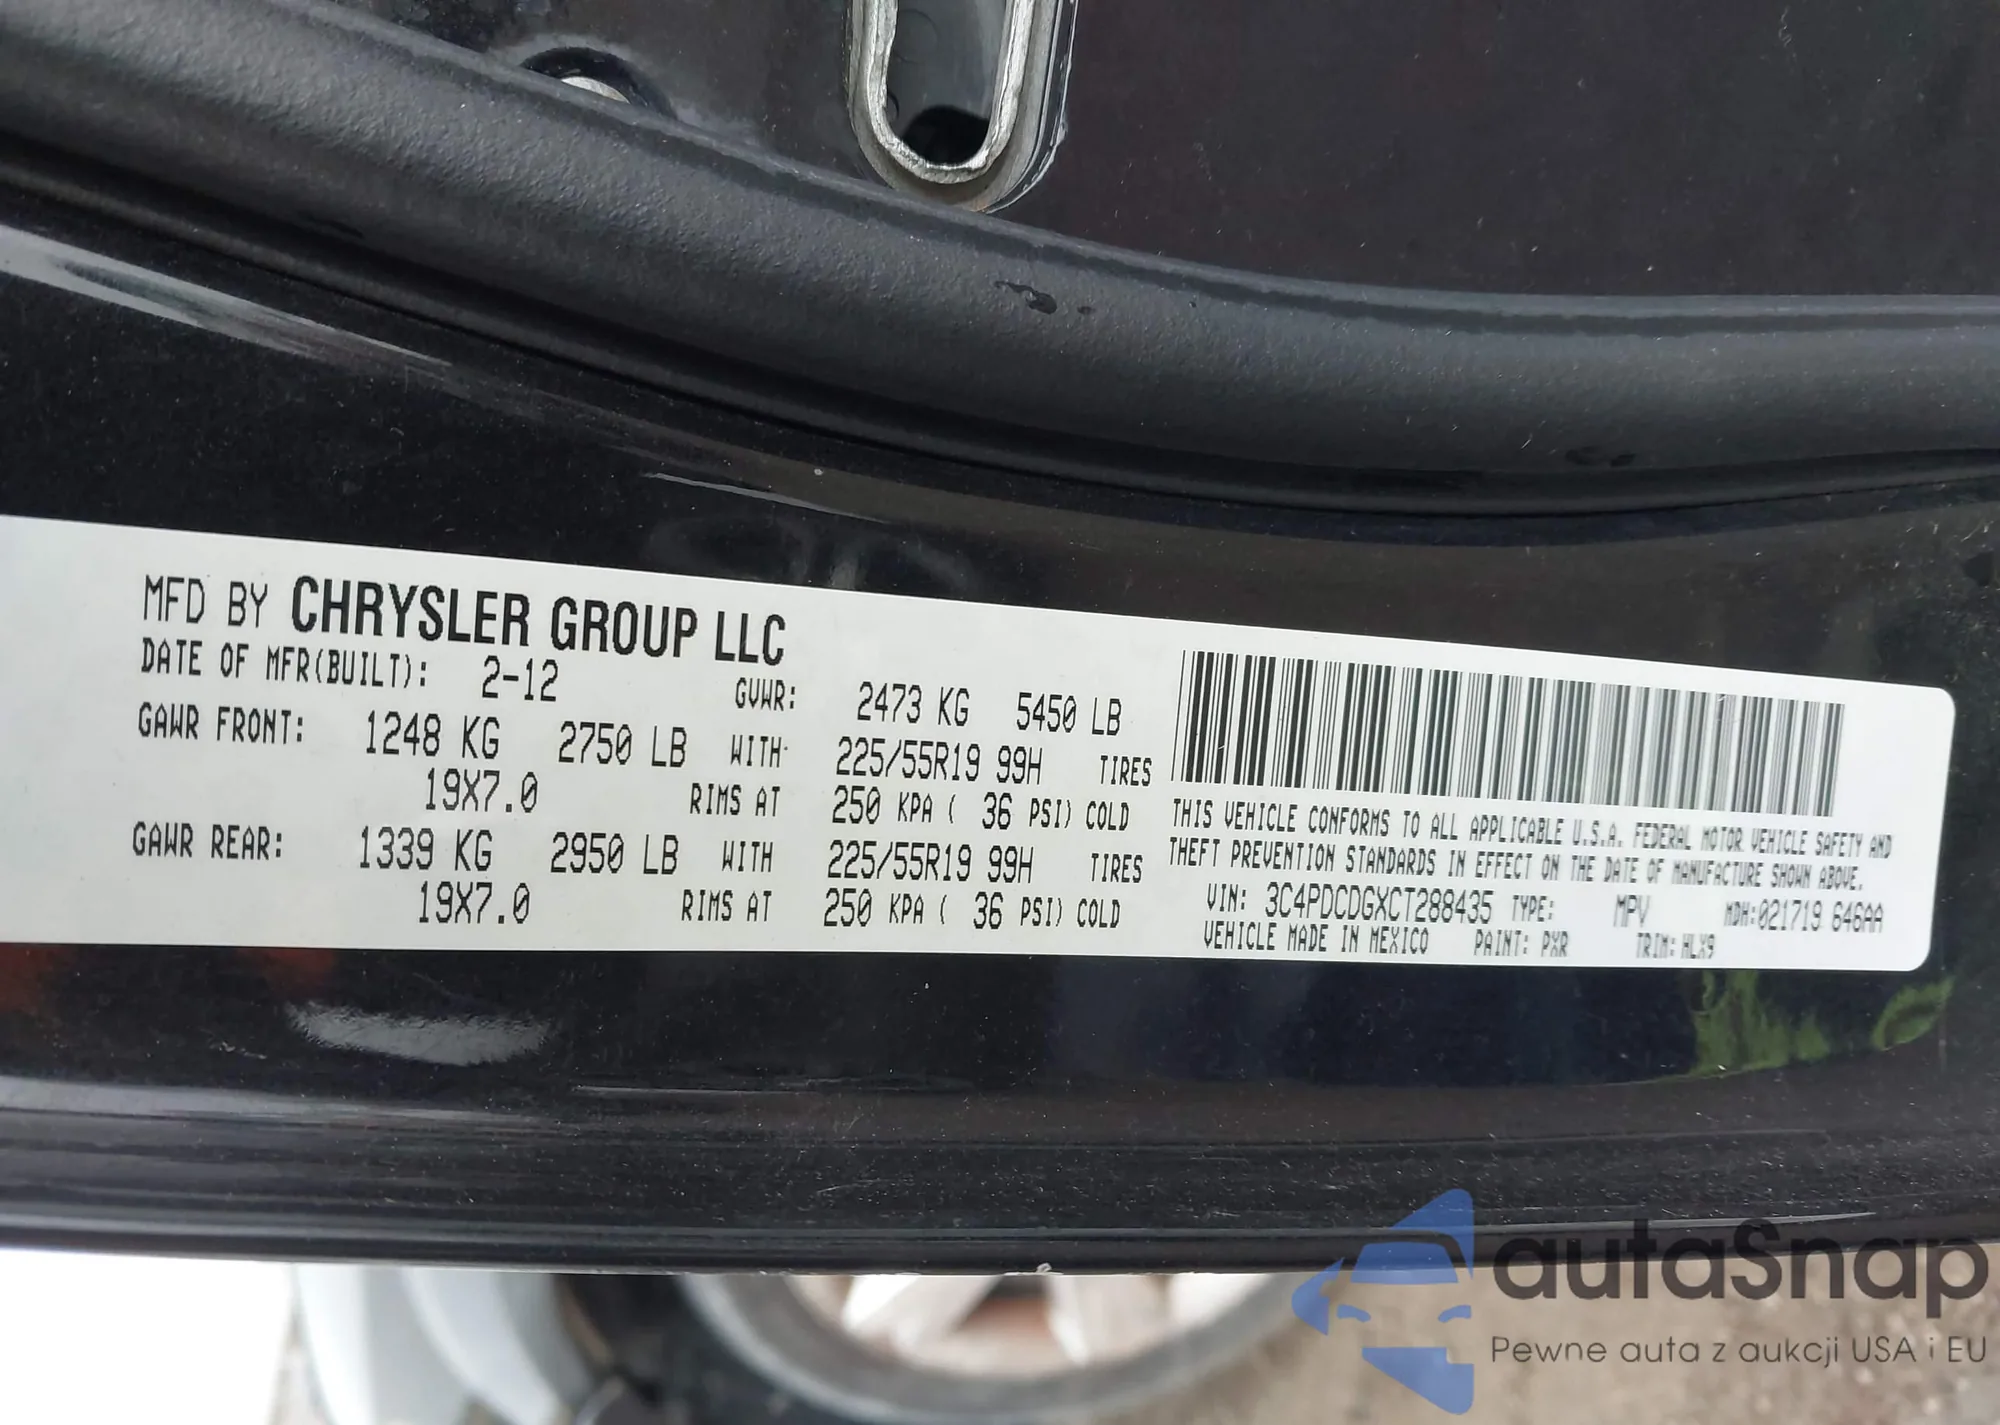 MFD BY CHRYSLER GROUP LLC
DATE OF MFR(BUILT): 2-12 GVWR: 2473 KG 5450 LB
GAWR FRONT: 1248 KG 2750 LB WITH 225/55R19 99H TIRES
19X7.0 RIMS AT 250 KPA ( 36 PSI) COLD
GAWR REAR: 1339 KG 2950 LB WITH 225/55R19 99H TIRES
19X7.0 RIMS AT 250 KPA ( 36 PSI) COLD
THIS VEHICLE CONFORMS TO ALL APPLICABLE U.S.A. FEDERAL MOTOR VEHICLE SAFETY AND
THEFT PREVENTION STANDARDS IN EFFECT ON THE DATE OF MANUFACTURE SHOWN ABOVE.
VIN: 3C4PDCDGXCT288435 TYPE: MPV MDH:021719 646AA
VEHICLE MADE IN MEXICO PAINT: PXR TRIM: HLX9
autaSnap
Pewne auta z aukcji USA i EU